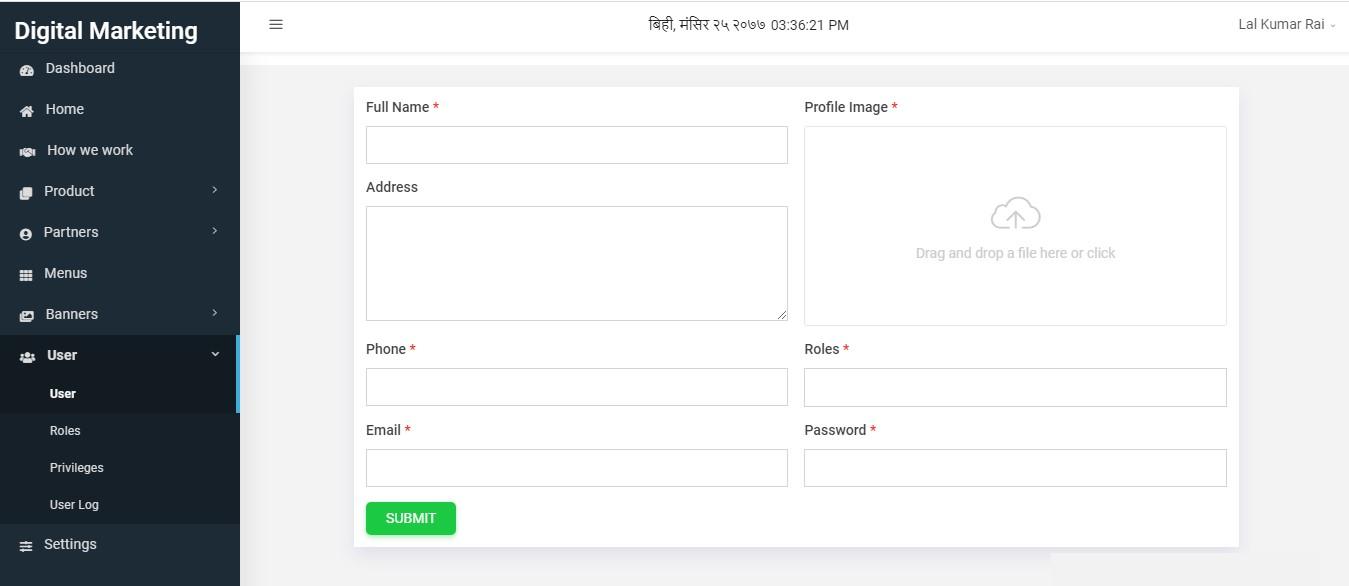 Digital Marketing
बिही, मंसिर २५ २०७७ 03:36:21 PM
Lal Kumar Rai
Dashboard
Home
How we work
Product
Partners
Menus
Banners
User
User
Roles
Privileges
User Log
Settings
Full Name *
Profile Image *
Address
Drag and drop a file here or click
Phone *
Roles *
Email *
Password *
SUBMIT